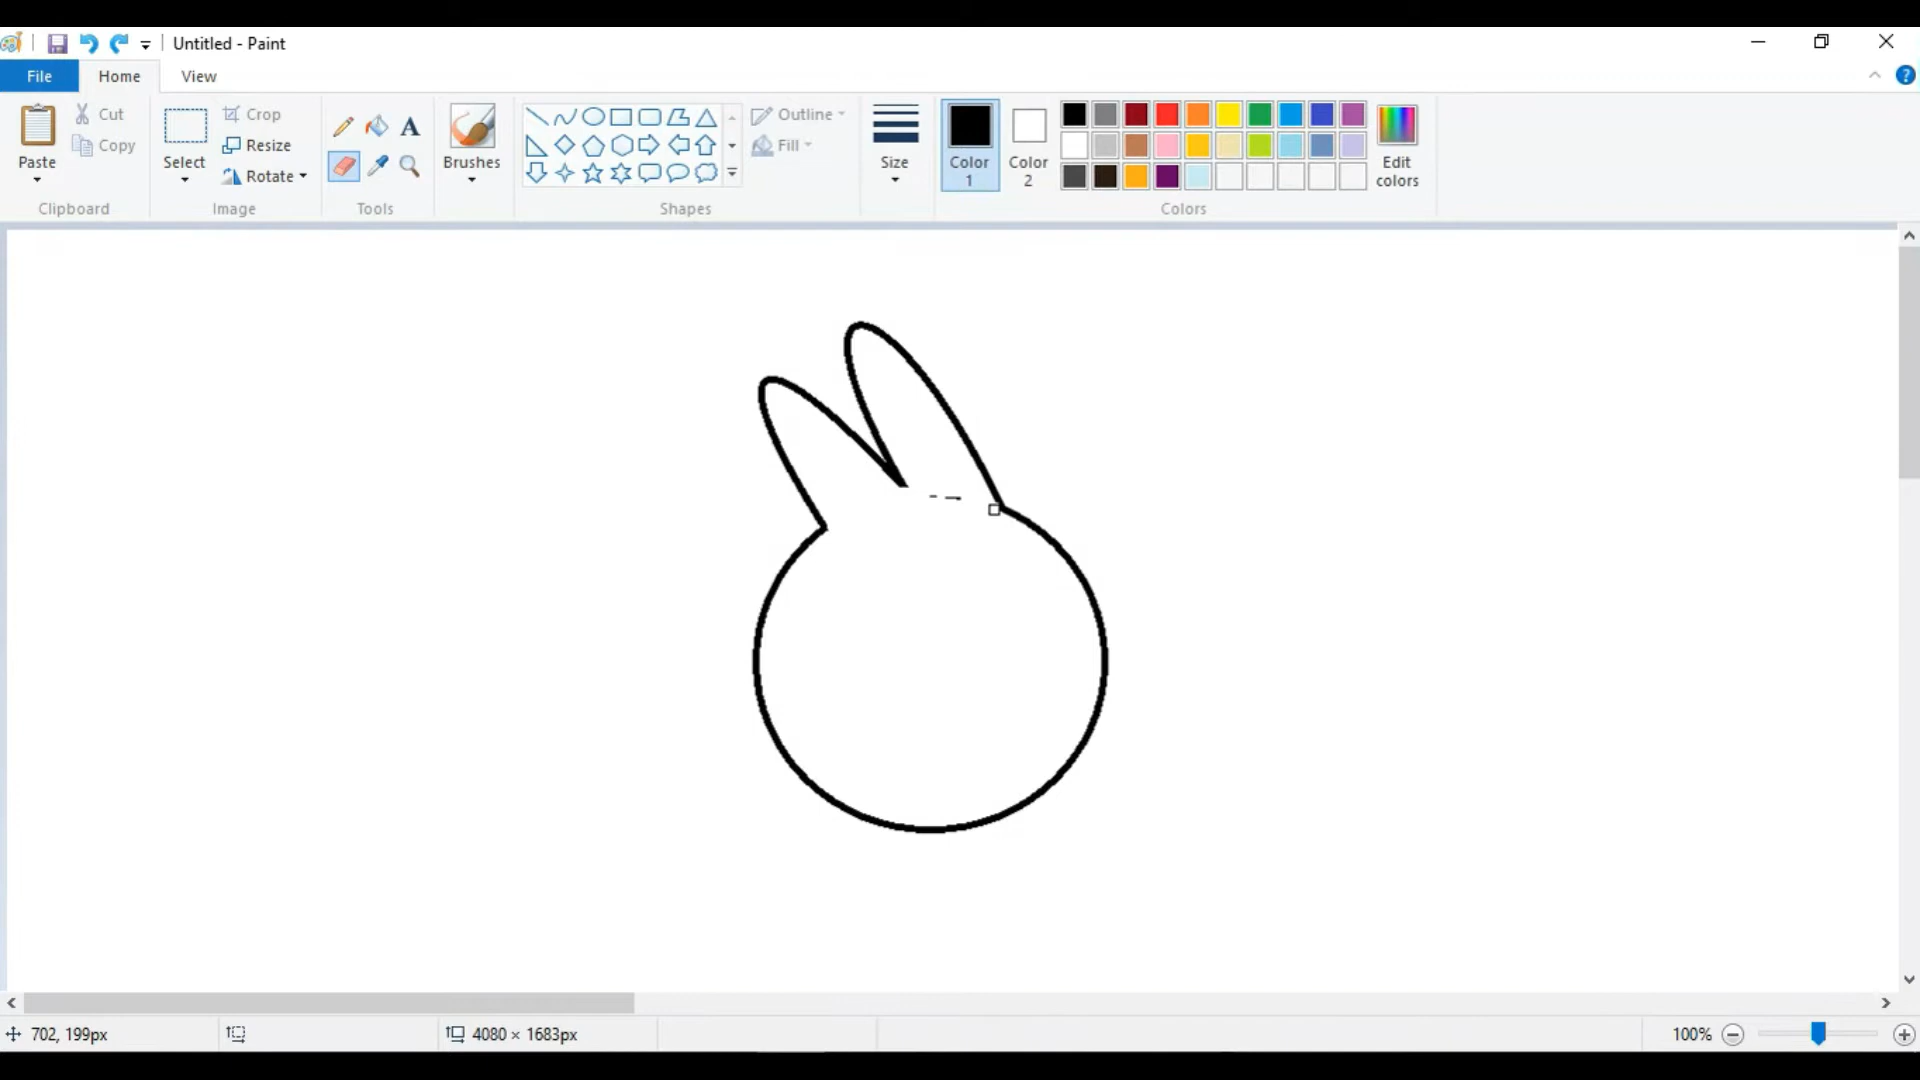 Untitled - Paint
File Home View
Paste
Cut
Copy
Clipboard
Select
Crop
Resize
Rotate
Image
A
Tools
Brushes
Shapes
Outline
Fill
Size
Color 1
Color 2
Edit colors
Colors
?
702, 199px
4080 × 1683px
100%